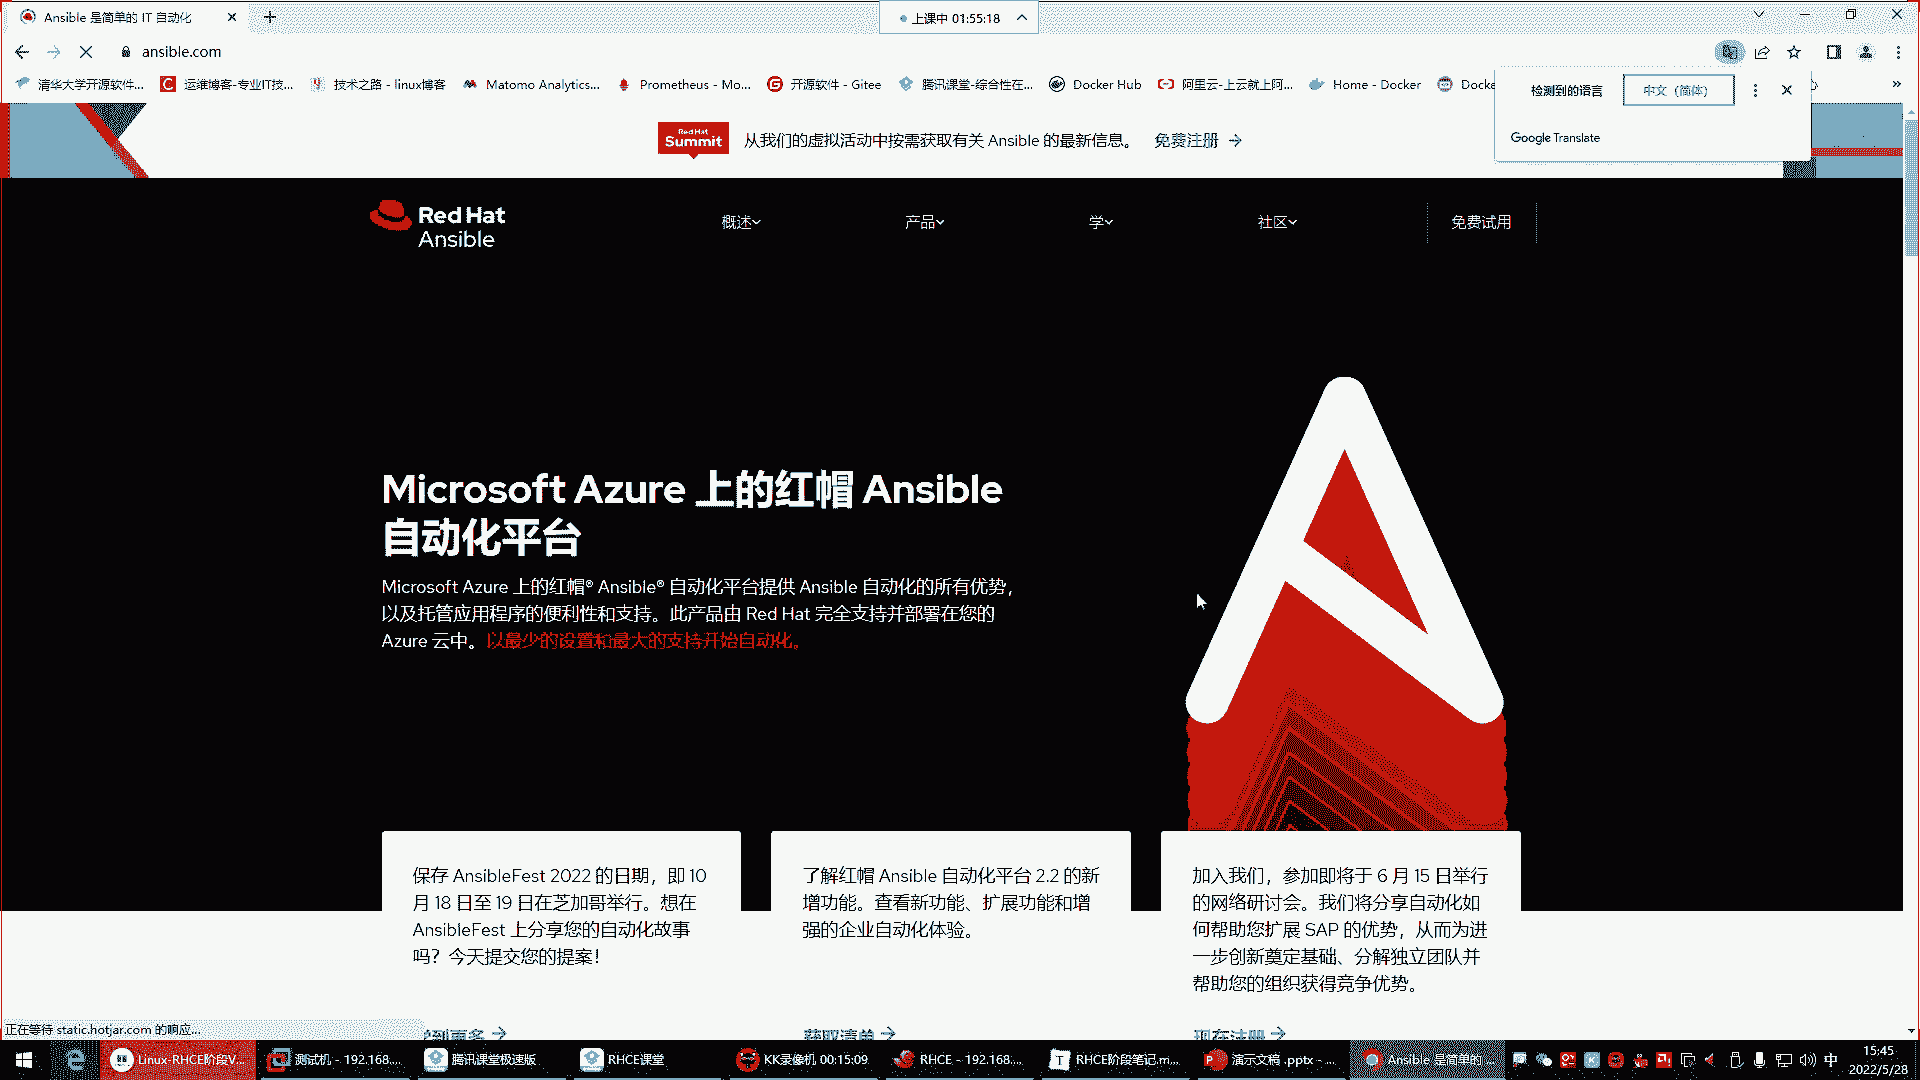 Ansible 是简单的 IT 自动化
上课中 01:55:18
ansible.com
清华大学开源软件...
运维博客-专业IT技...
技术之路 - linux博客
Matomo Analytics...
Prometheus - Mo...
开源软件 - Gitee
腾讯课堂-综合性在...
Docker Hub
阿里云-上云就上阿...
Home - Docker
Docke
»
检测到的语言
中文（简体）
Google Translate
Red Hat
Summit
从我们的虚拟活动中按需获取有关 Ansible 的最新信息。 免费注册 →
Red Hat
Ansible
概述
产品
学
社区
免费试用
Microsoft Azure 上的红帽 Ansible
自动化平台
Microsoft Azure 上的红帽® Ansible® 自动化平台提供 Ansible 自动化的所有优势，
以及托管应用程序的便利性和支持。此产品由 Red Hat 完全支持并部署在您的
Azure 云中。以最少的设置和最大的支持开始自动化。
保存 AnsibleFest 2022 的日期，即 10
月 18 日至 19 日在芝加哥举行。想在
AnsibleFest 上分享您的自动化故事
吗？今天提交您的提案！
了解红帽 Ansible 自动化平台 2.2 的新
增功能。查看新功能、扩展功能和增
强的企业自动化体验。
加入我们，参加即将于 6 月 15 日举行
的网络研讨会。我们将分享自动化如
何帮助您扩展 SAP 的优势，从而为进
一步创新奠定基础、分解独立团队并
帮助您的组织获得竞争优势。
到更多 →
获取清单 →
现在注册 →
正在等待 static.hotjar.com 的响应...
Linux-RHCE阶段V...
测试机 - 192.168....
腾讯课堂极速版
RHCE课堂
KK录像机 00:15:09
RHCE - 192.168....
RHCE阶段笔记.m...
演示文稿 .pptx - ...
Ansible 是简单的 ...
中
15:45
2022/5/28